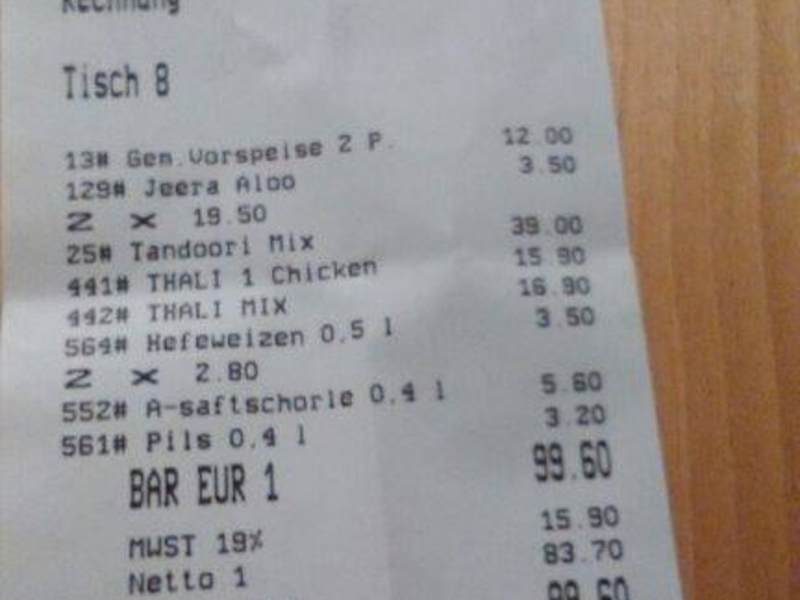 Rechnung
Tisch 8
13# Gem.Vorspeise 2 P. 12.00
129# Jeera Aloo 3.50
2 x 19.50
25# Tandoori Mix 39.00
441# THALI 1 Chicken 15.90
442# THALI MIX 16.90
564# Hefeweizen 0,5 l 3.50
2 x 2.80
552# A-saftschorle 0,4 l 5.60
561# Pils 0,4 l 3.20
BAR EUR 1 99.60
MWST 19% 15.90
Netto 1 83.70
99.60